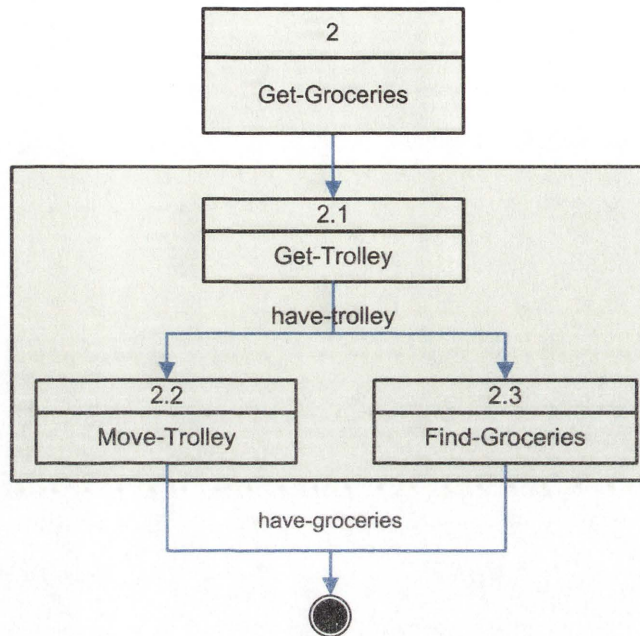 2
Get-Groceries
2.1
Get-Trolley
have-trolley
2.2
2.3
Move-Trolley
Find-Groceries
have-groceries